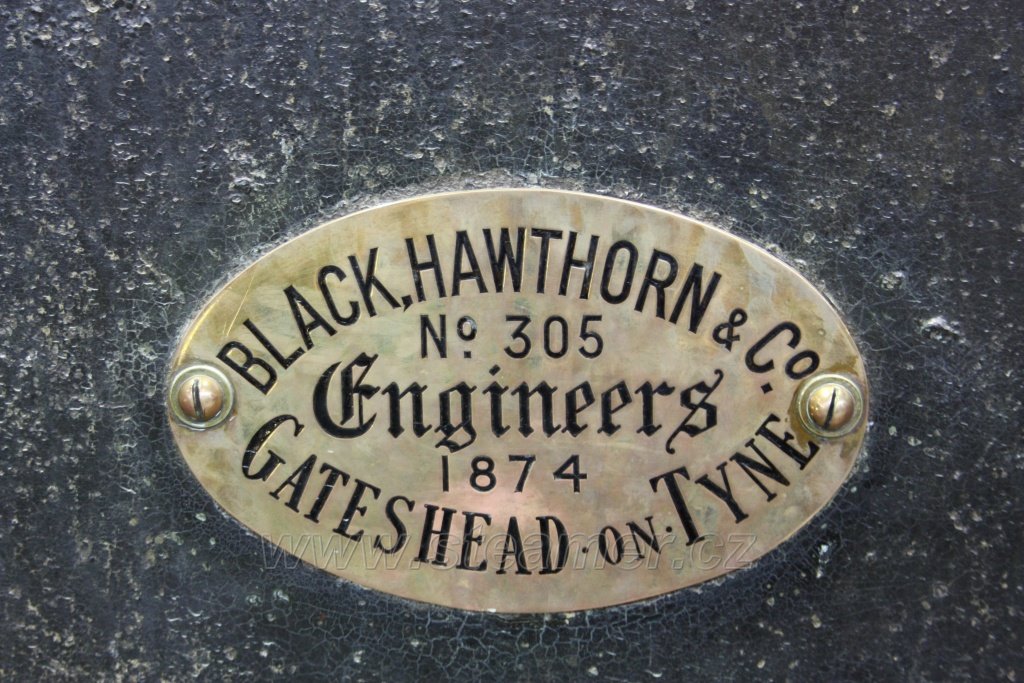 BLACK, HAWTHORN & Co.
No. 305
Engineers
1874
GATESHEAD·ON·TYNE
www.steamer.cz